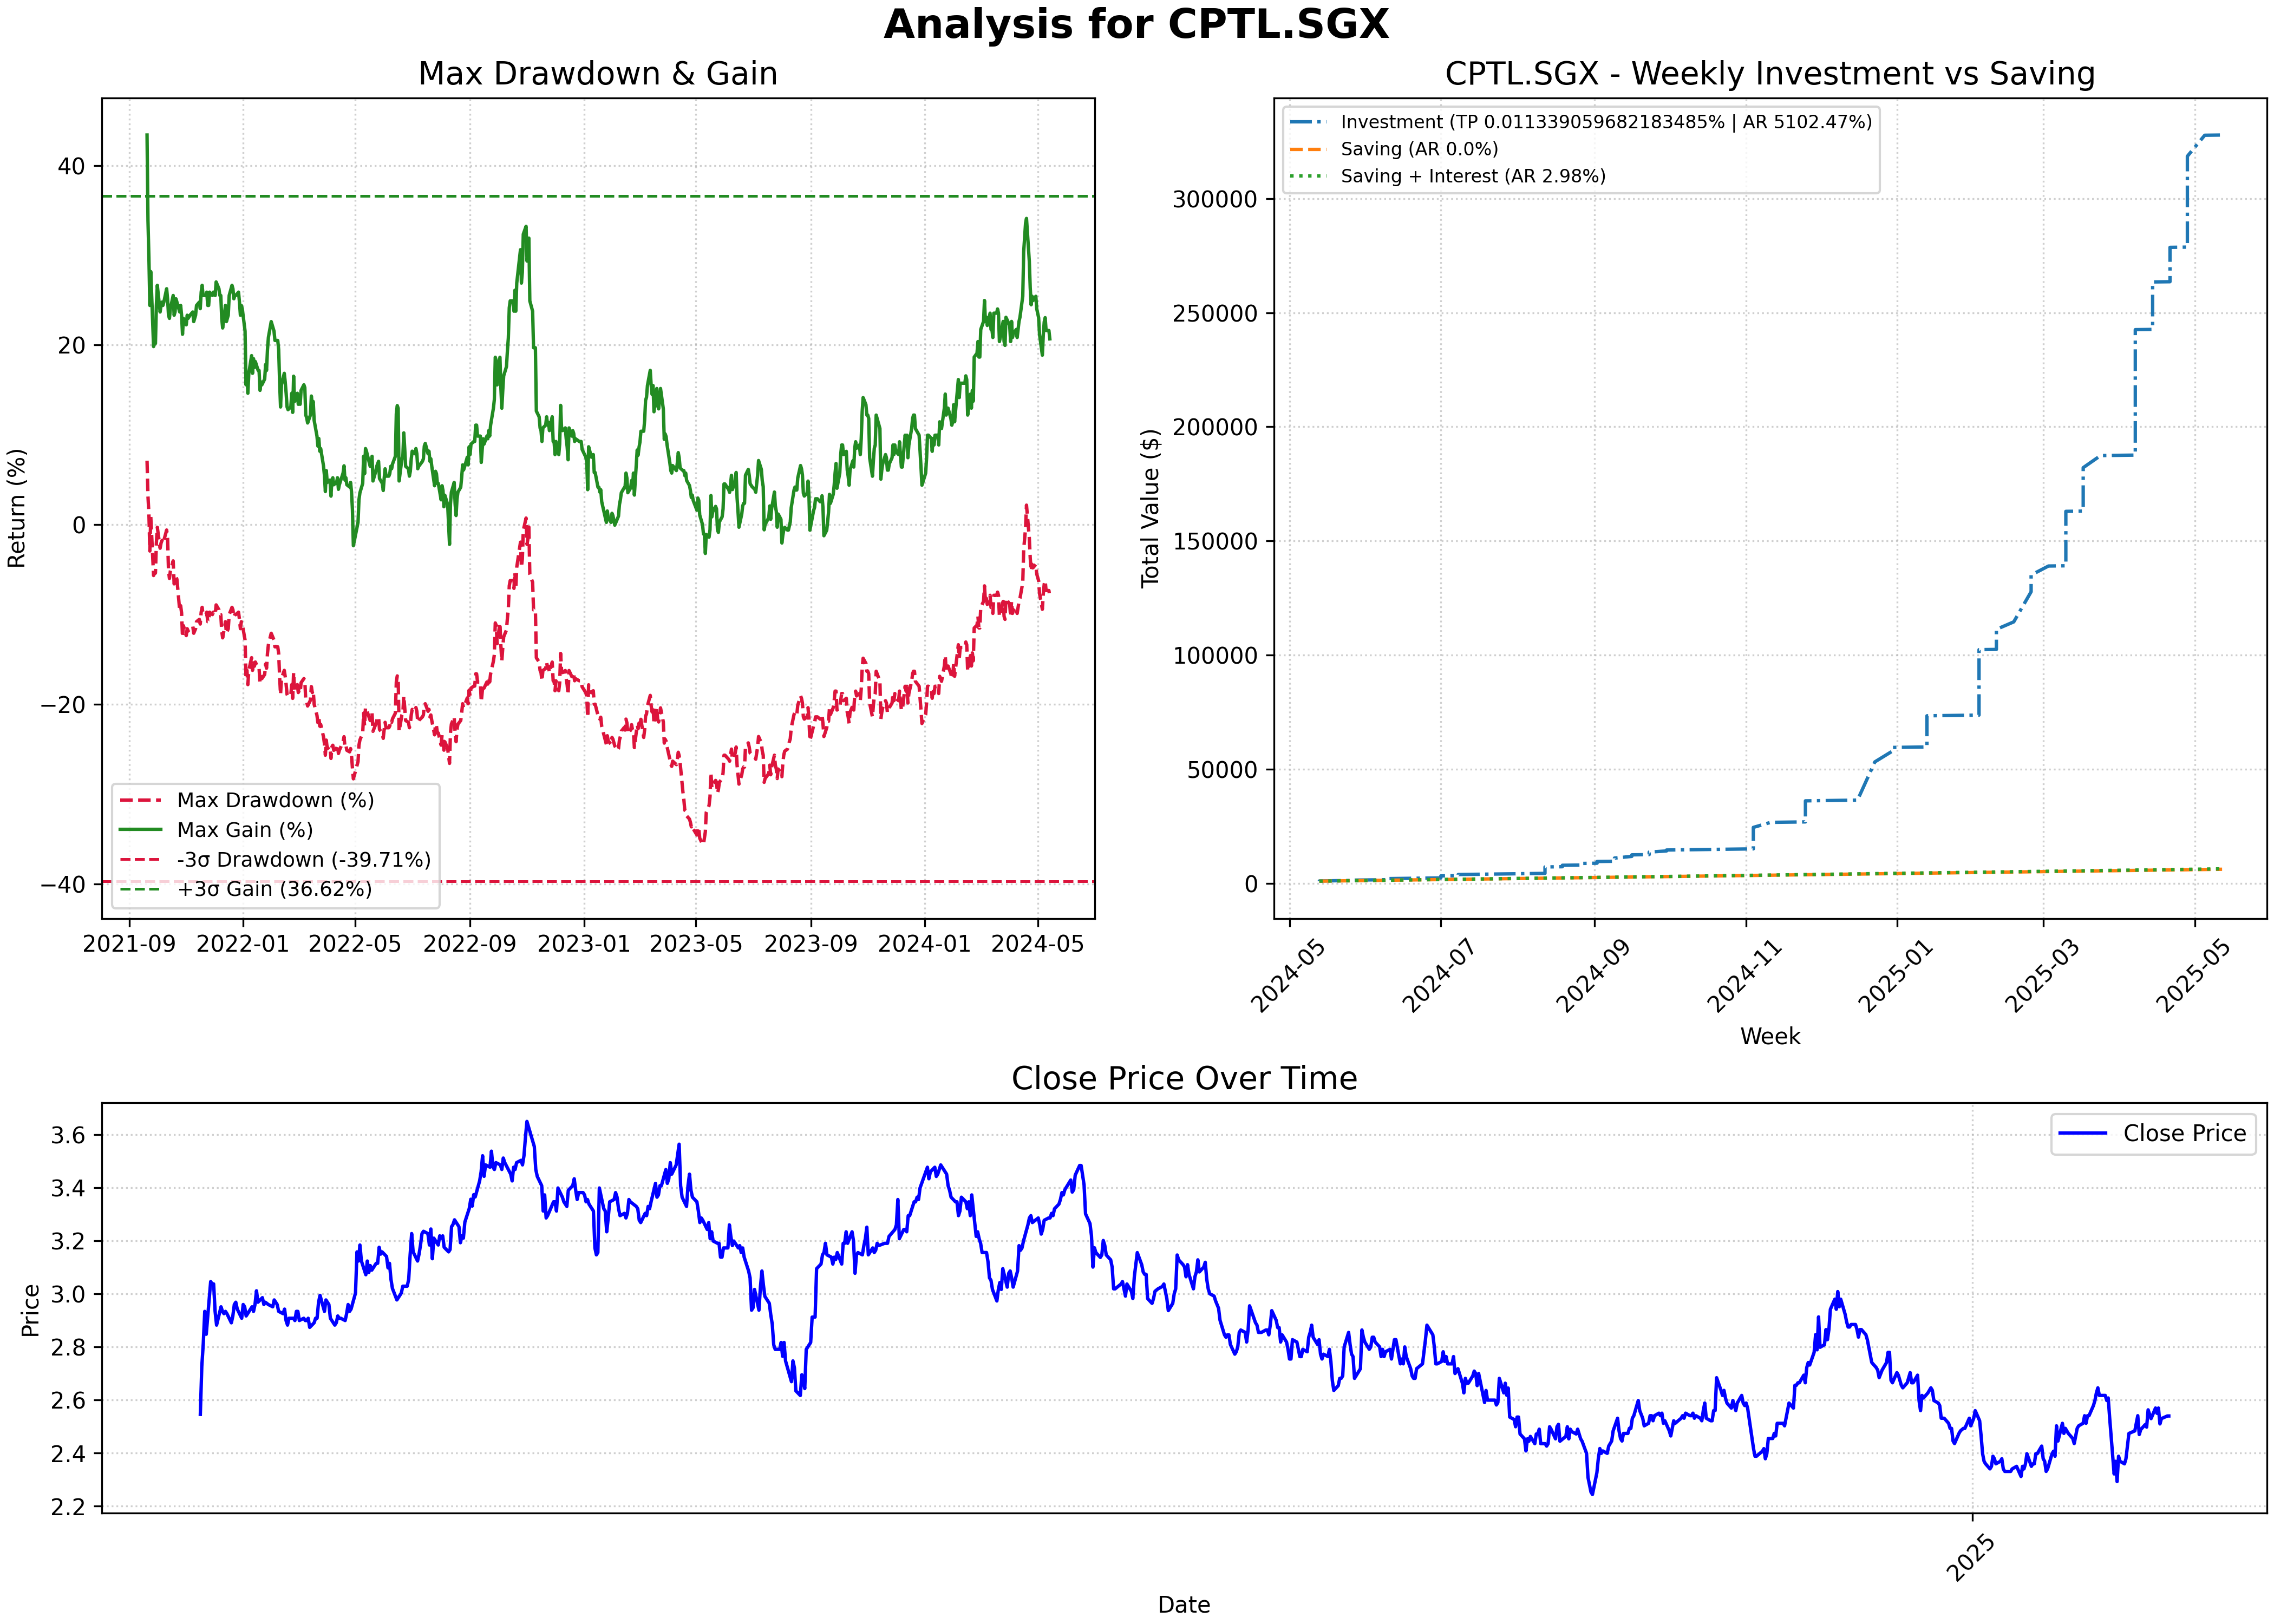 Analysis for CPTL.SGX
Max Drawdown & Gain
Return (%)
40
20
0
−20
−40
Max Drawdown (%)
Max Gain (%)
-3σ Drawdown (-39.71%)
+3σ Gain (36.62%)
2021-09 2022-01 2022-05 2022-09 2023-01 2023-05 2023-09 2024-01 2024-05
CPTL.SGX - Weekly Investment vs Saving
Investment (TP 0.011339059682183485% | AR 5102.47%)
Saving (AR 0.0%)
Saving + Interest (AR 2.98%)
Total Value ($)
300000
250000
200000
150000
100000
50000
0
2024-05 2024-07 2024-09 2024-11 2025-01 2025-03 2025-05
Week
Close Price Over Time
Close Price
Price
3.6
3.4
3.2
3.0
2.8
2.6
2.4
2.2
2025
Date